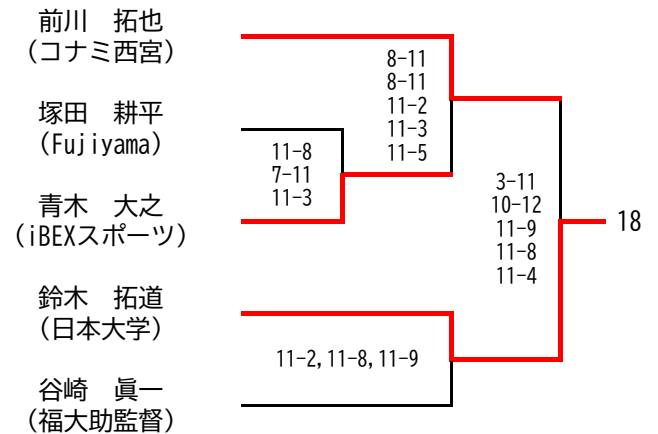 前川　拓也
（コナミ西宮）
塚田　耕平
（Fujiyama）
青木　大之
（iBEXスポーツ）
鈴木　拓道
（日本大学）
谷崎　眞一
（福大助監督）
8-11
8-11
11-2
11-3
11-5
11-8
7-11
11-3
3-11
10-12
11-9
11-8
11-4
18
11-2,11-8,11-9